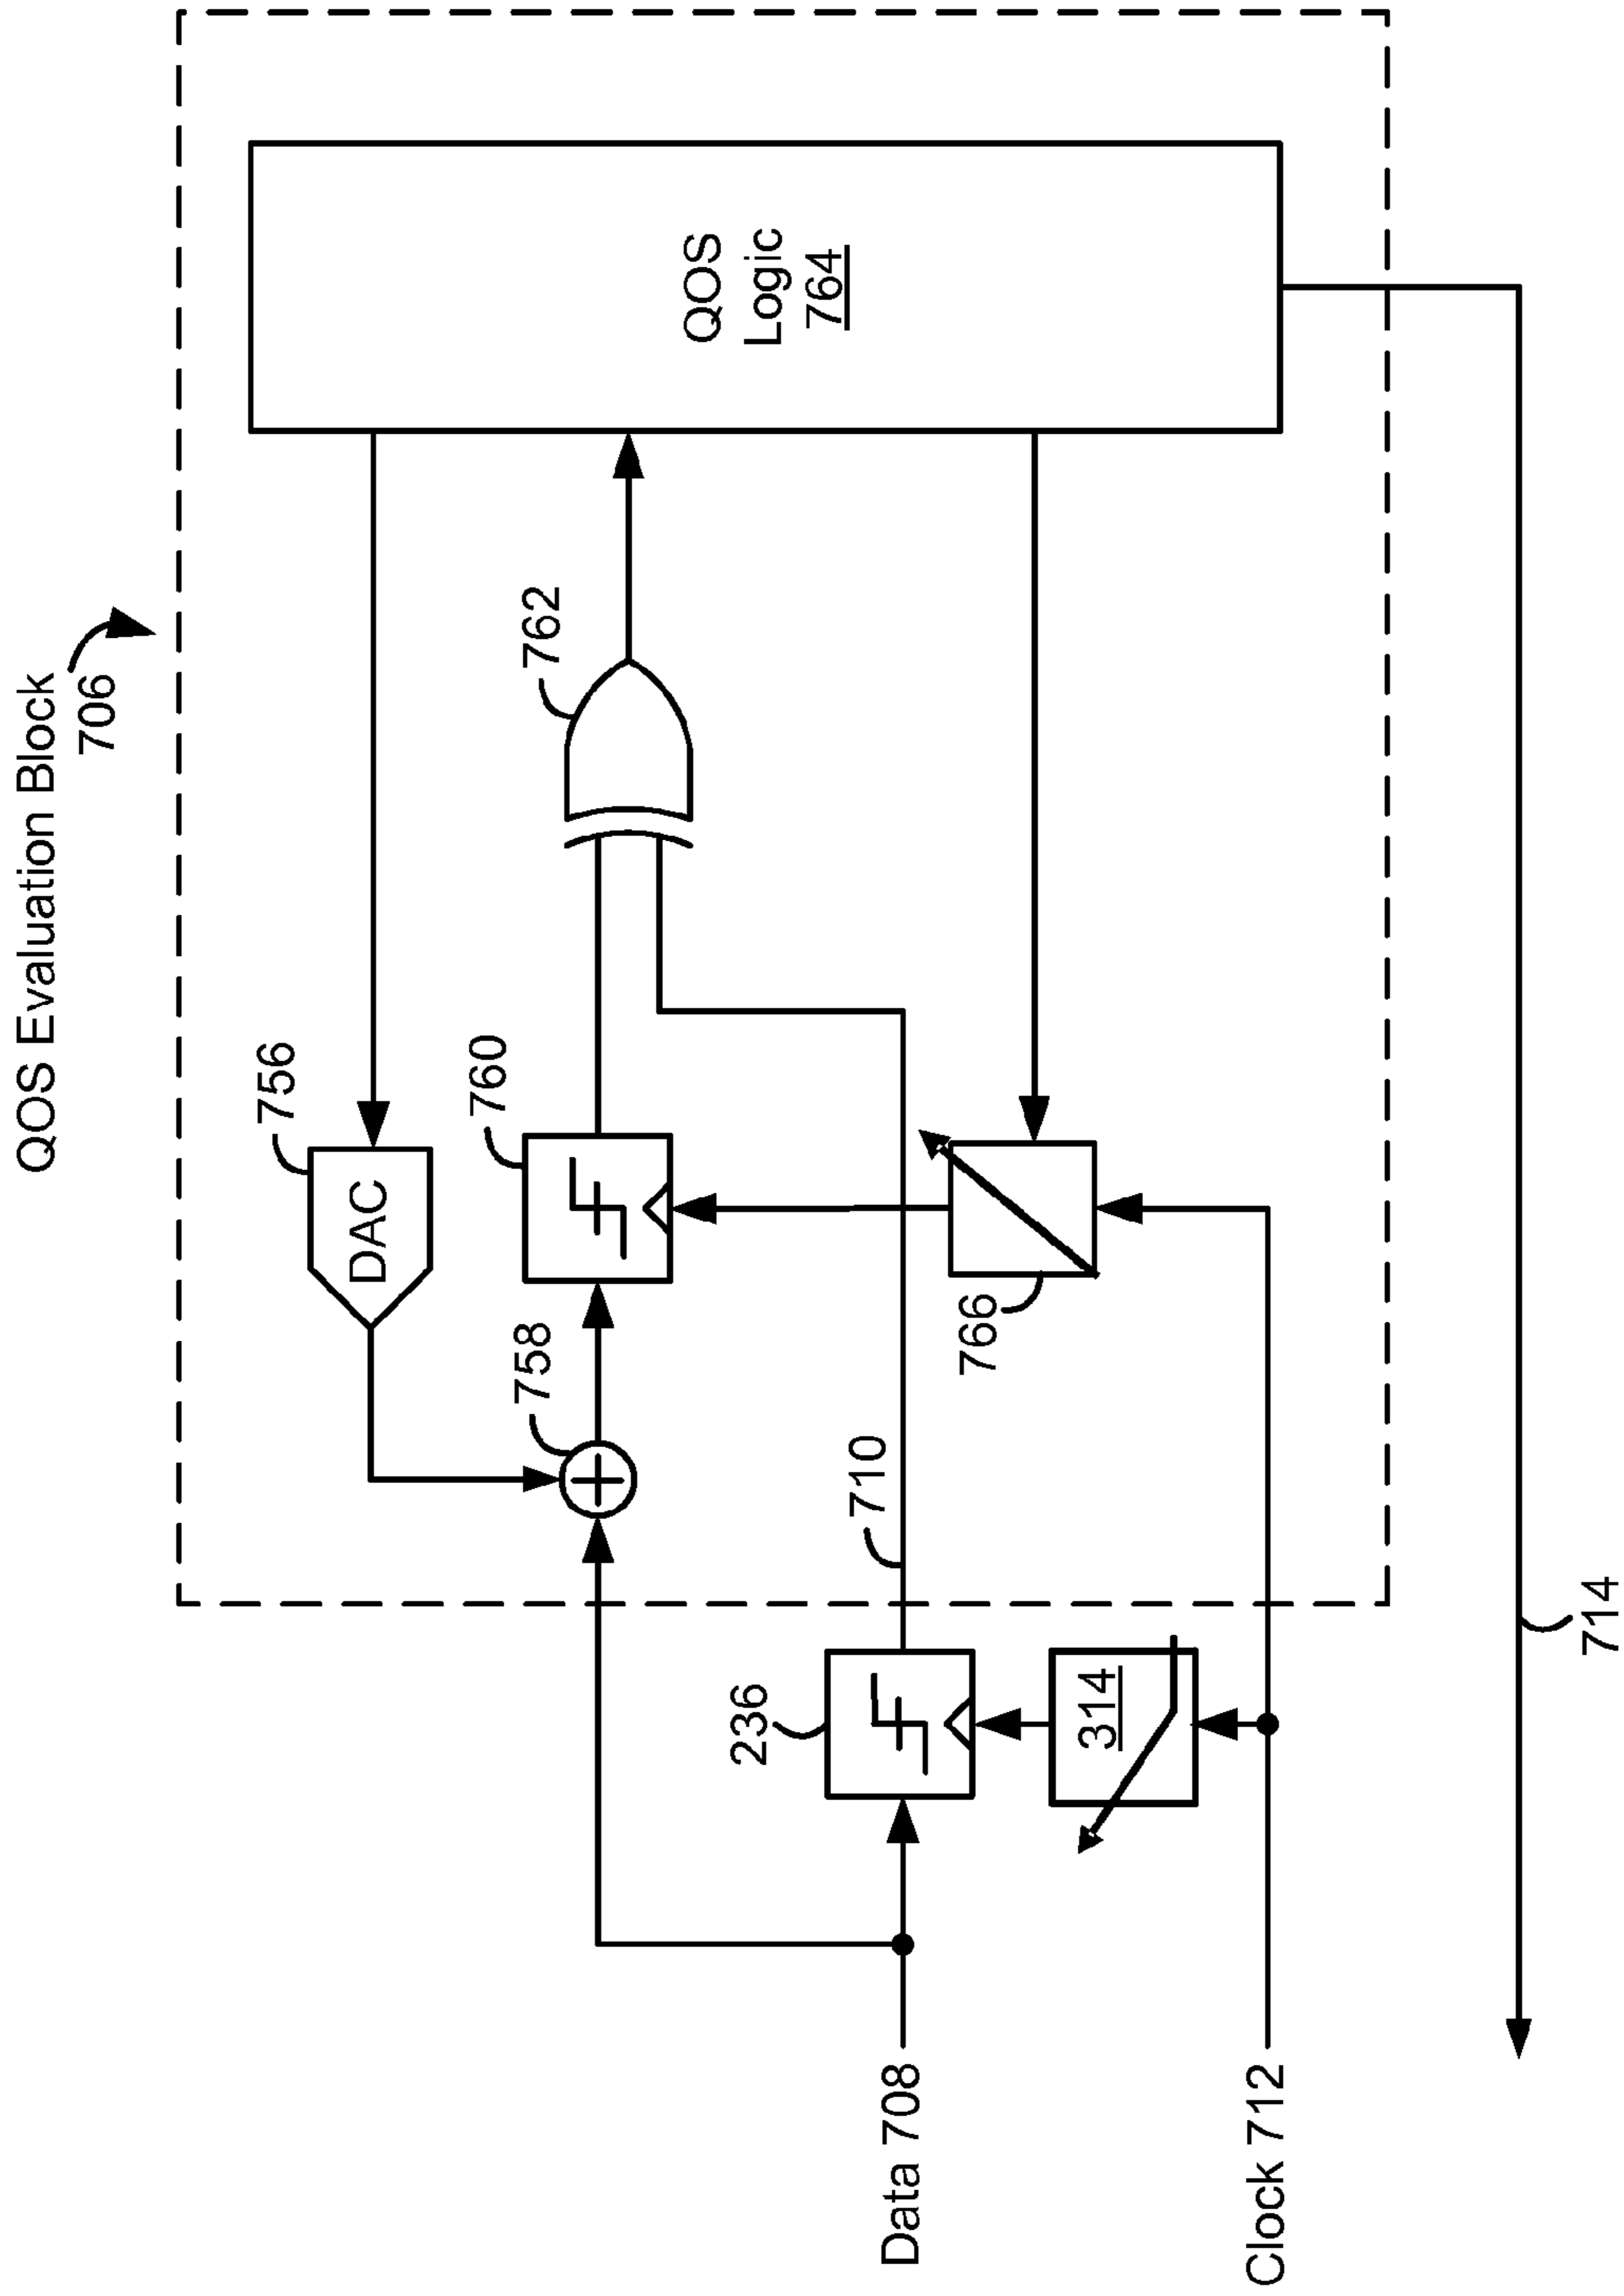 QOS Evaluation Block
706
756
DAC
758
760
762
QOS
Logic
764
236
710
314
766
Data 708
Clock 712
714